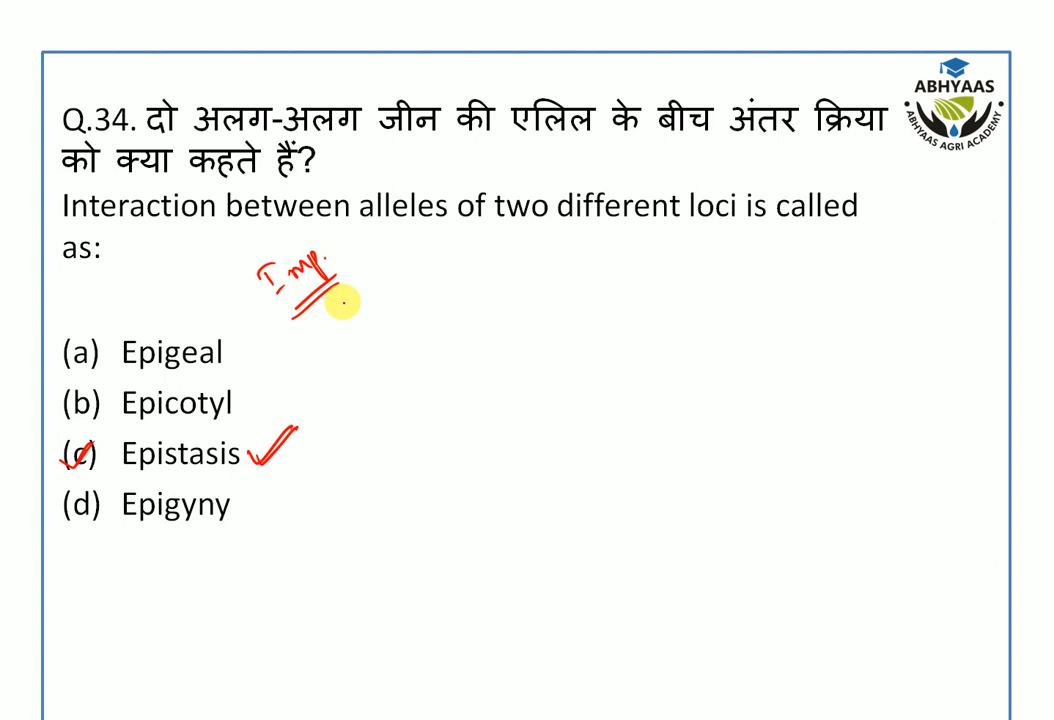 ABHYAAS
ABHYAAS AGRI ACADEMY
Q.34. दो अलग-अलग जीन की एलिल के बीच अंतर क्रिया
को क्या कहते हैं?
Interaction between alleles of two different loci is called
as:
Imp.
(a) Epigeal
(b) Epicotyl
(c) Epistasis
(d) Epigyny